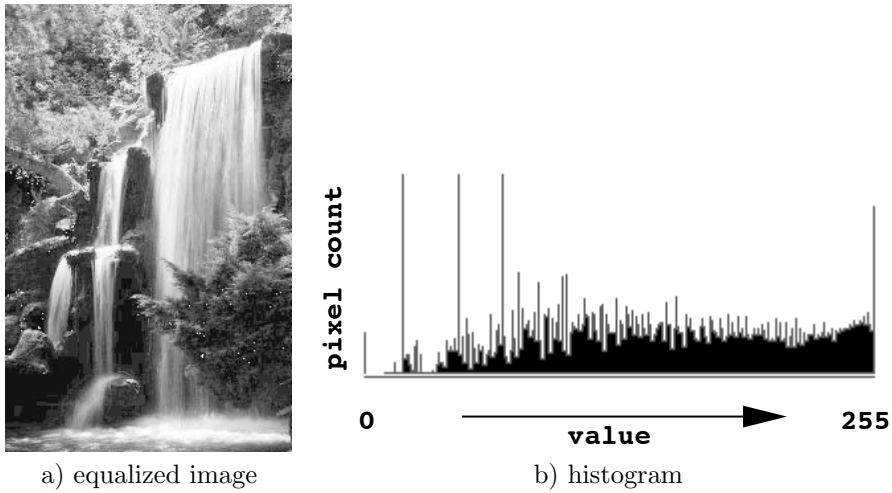 pixel count
0
255
value
a) equalized image
b) histogram